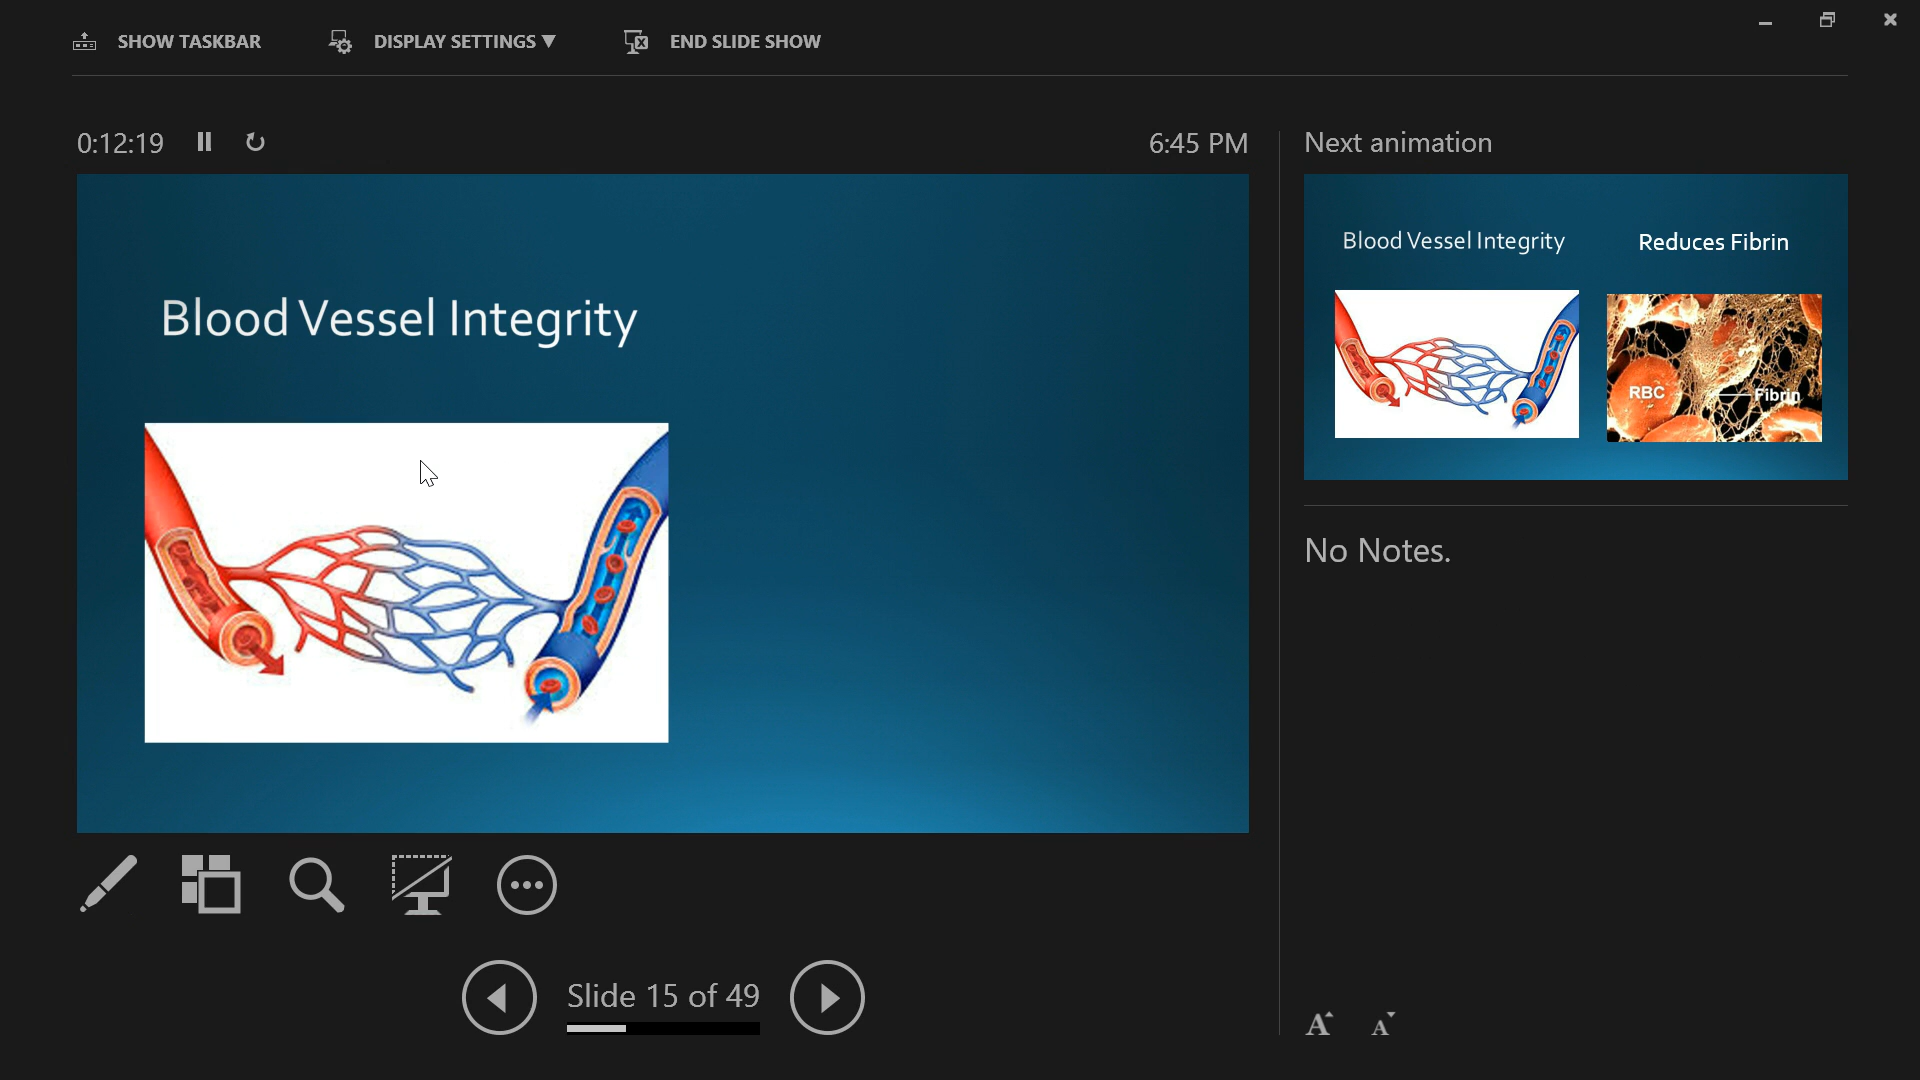 SHOW TASKBAR
DISPLAY SETTINGS ▼
END SLIDE SHOW
0:12:19
6:45 PM
Blood Vessel Integrity
Slide 15 of 49
Next animation
Blood Vessel Integrity
Reduces Fibrin
RBC
Fibrin
No Notes.
A
A